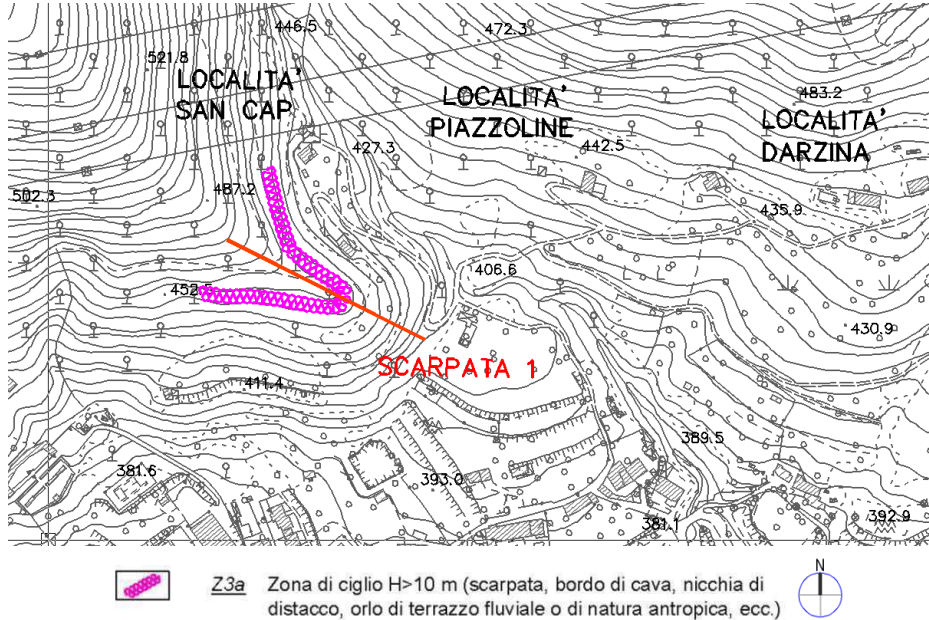 446.5
472.3
521.8
LOCALITA'
SAN CAP.
LOCALITA'
PIAZZOLINE
483.2
LOCALITA'
DARZINA
427.3
442.5
502.3
487.2
435.9
406.6
452.5
430.9
SCARPATA 1
411.4
389.5
381.6
393.0
381.1
392.9
Z3a Zona di ciglio H>10 m (scarpata, bordo di cava, nicchia di
distacco, orlo di terrazzo fluviale o di natura antropica, ecc.)
N